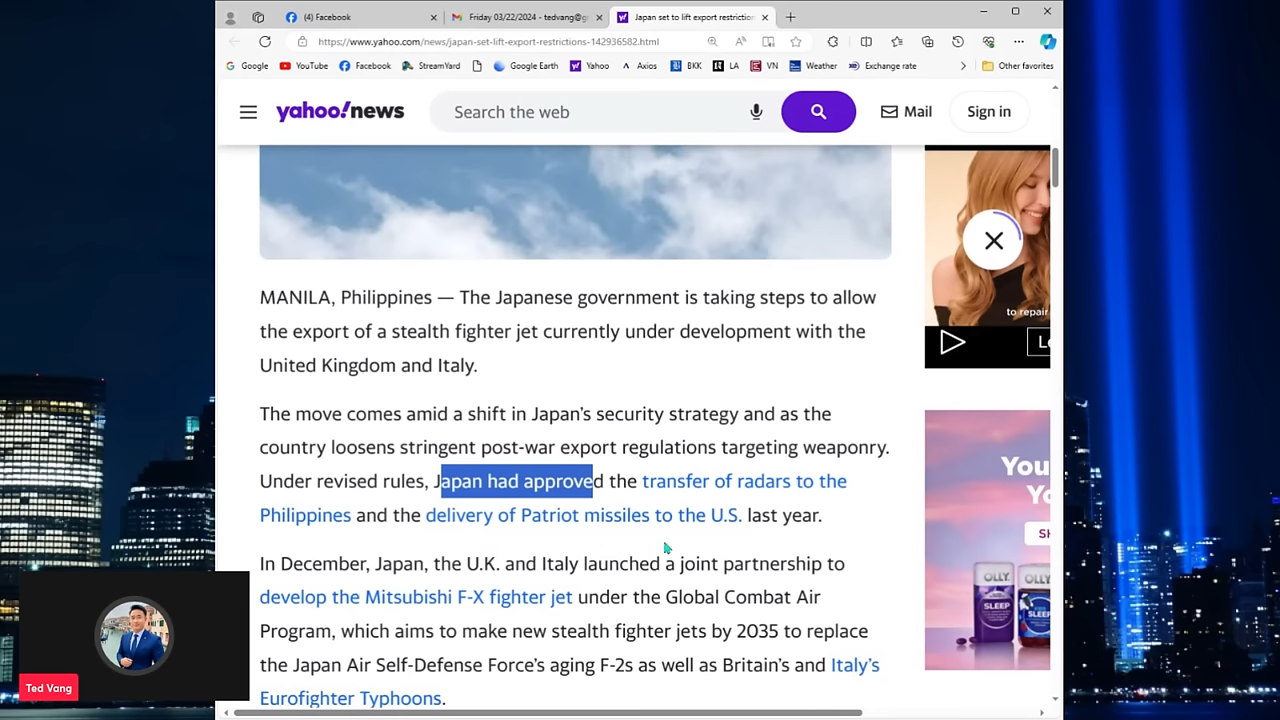 (4) Facebook
Friday 03/22/2024 - tedvang@g
Japan set to lift export restriction
https://www.yahoo.com/news/japan-set-lift-export-restrictions-142936582.html
Google YouTube Facebook StreamYard Google Earth Yahoo Axios BKK LA VN Weather Exchange rate Other favorites
yahoo!news Search the web Mail Sign in
to repair
MANILA, Philippines — The Japanese government is taking steps to allow
the export of a stealth fighter jet currently under development with the
United Kingdom and Italy.
The move comes amid a shift in Japan's security strategy and as the
country loosens stringent post-war export regulations targeting weaponry.
Under revised rules, Japan had approved the transfer of radars to the
Philippines and the delivery of Patriot missiles to the U.S. last year.
In December, Japan, the U.K. and Italy launched a joint partnership to
develop the Mitsubishi F-X fighter jet under the Global Combat Air
Program, which aims to make new stealth fighter jets by 2035 to replace
the Japan Air Self-Defense Force's aging F-2s as well as Britain's and Italy's
Eurofighter Typhoons.
You
OLLY
SLEEP
OLLY
SLEEP
Ted Vang